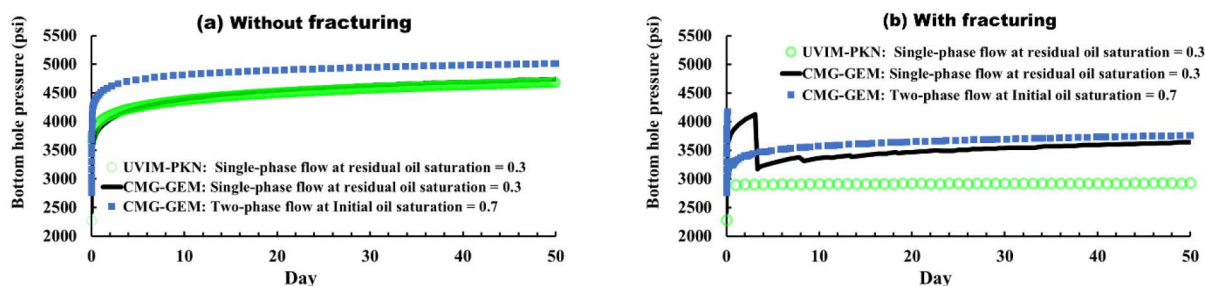 (a) Without fracturing
Bottom hole pressure (psi)
5500
5000
4500
4000
3500
3000
2500
2000
UVIM-PKN: Single-phase flow at residual oil saturation = 0.3
CMG-GEM: Single-phase flow at residual oil saturation = 0.3
CMG-GEM: Two-phase flow at Initial oil saturation = 0.7
0 10 20 30 40 50
Day
(b) With fracturing
Bottom hole pressure (psi)
5500
5000
4500
4000
3500
3000
2500
2000
UVIM-PKN: Single-phase flow at residual oil saturation = 0.3
CMG-GEM: Single-phase flow at residual oil saturation = 0.3
CMG-GEM: Two-phase flow at Initial oil saturation = 0.7
0 10 20 30 40 50
Day